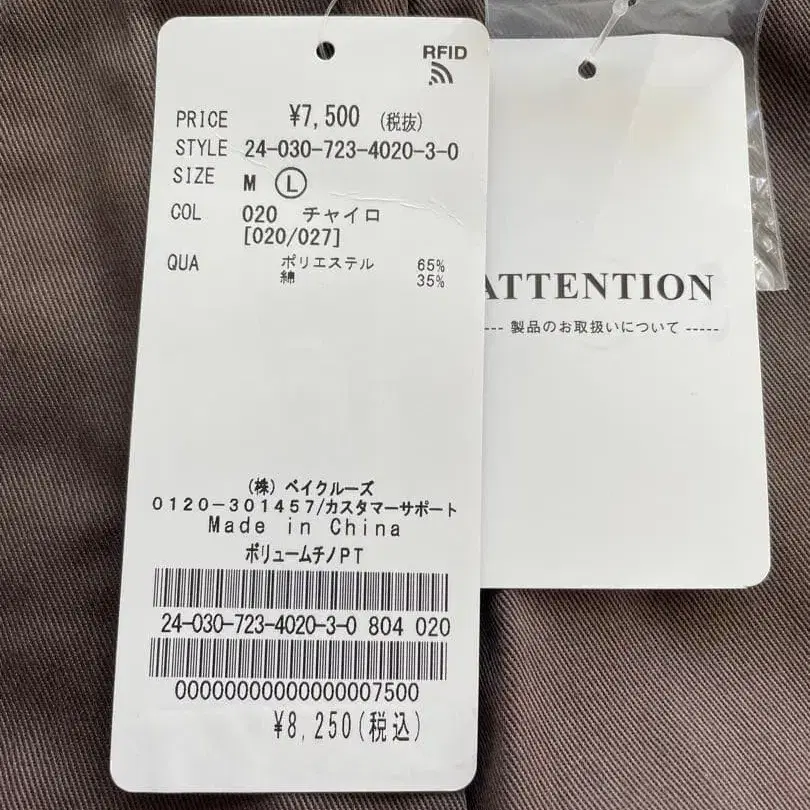 RFID
PRICE ¥7,500 (税抜)
STYLE 24-030-723-4020-3-0
SIZE M L
COL 020 チャイロ
[020/027]
QUA ポリエステル 65%
綿 35%
(株) ベイクルーズ
0120-301457/カスタマーサポート
Made in China
ボリュームチノPT
24-030-723-4020-3-0 804 020
00000000000000007500
¥8,250(税込)
ATTENTION
--- 製品のお取扱いについて -----